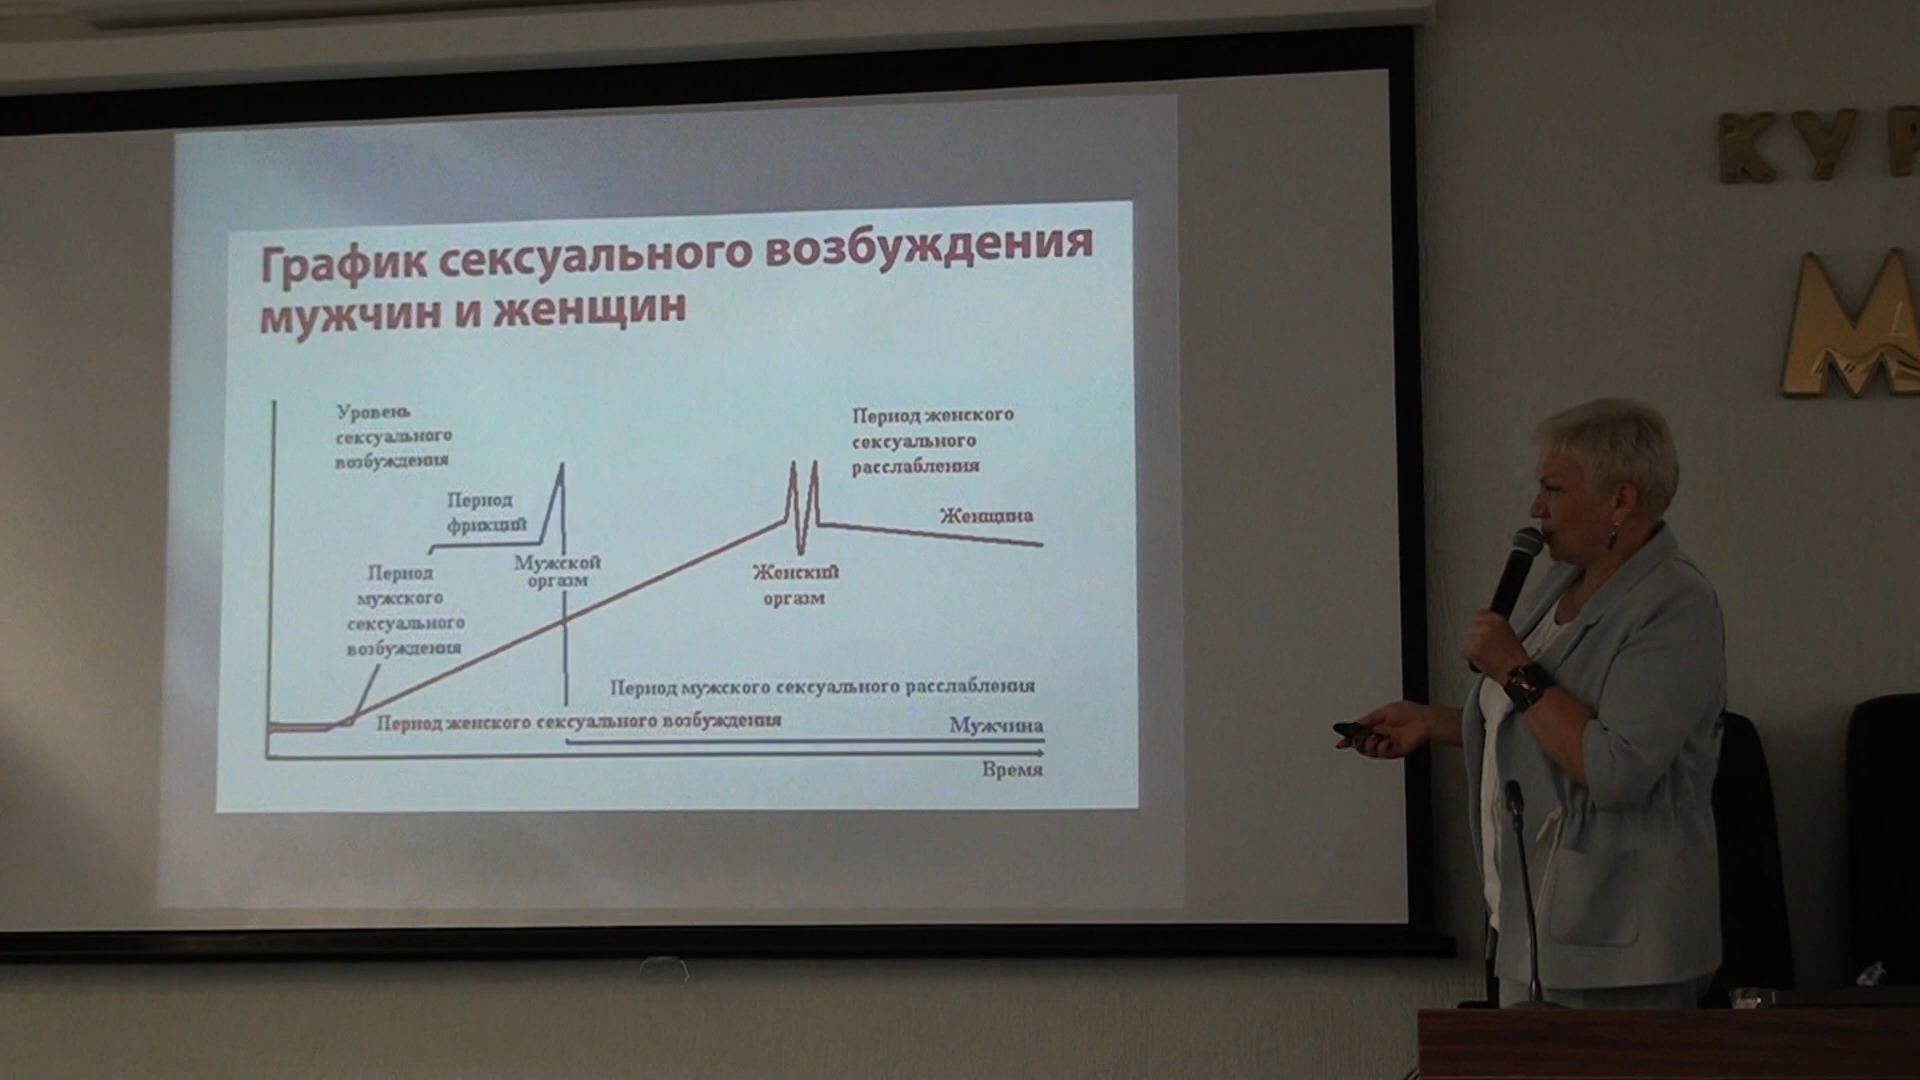 График сексуального возбуждения
мужчин и женщин
Уровень
сексуального
возбуждения
Период женского
сексуального
расслабления
Период
фрикций
Женщина
Мужской
оргазм
Женский
оргазм
Период
мужского
сексуального
возбуждения
Период мужского сексуального расслабления
Период женского сексуального возбуждения
Мужчина
Время
КУР
М